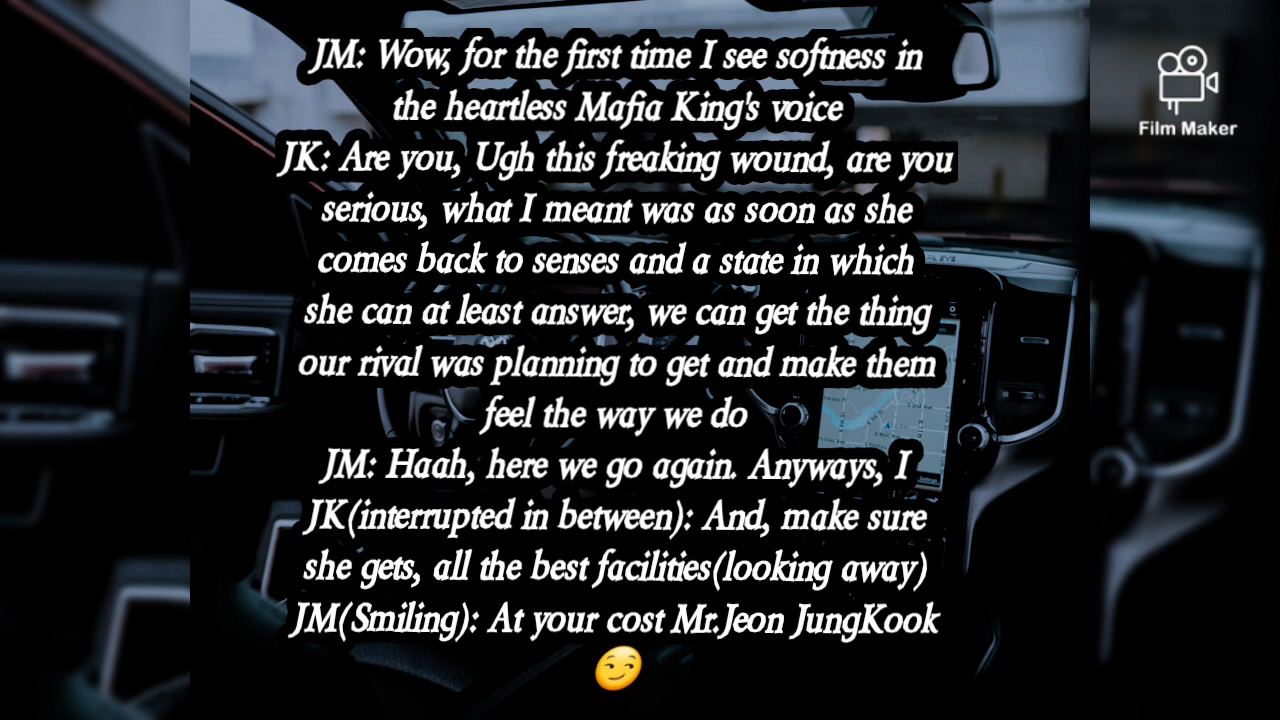 JM: Wow, for the first time I see softness in
the heartless Mafia King's voice
JK: Are you, Ugh this freaking wound, are you
serious, what I meant was as soon as she
comes back to senses and a state in which
she can at least answer, we can get the thing
our rival was planning to get and make them
feel the way we do
JM: Haah, here we go again. Anyways, I
JK(interrupted in between): And, make sure
she gets, all the best facilities(looking away)
JM(Smiling): At your cost Mr.Jeon JungKook
😏
Film Maker